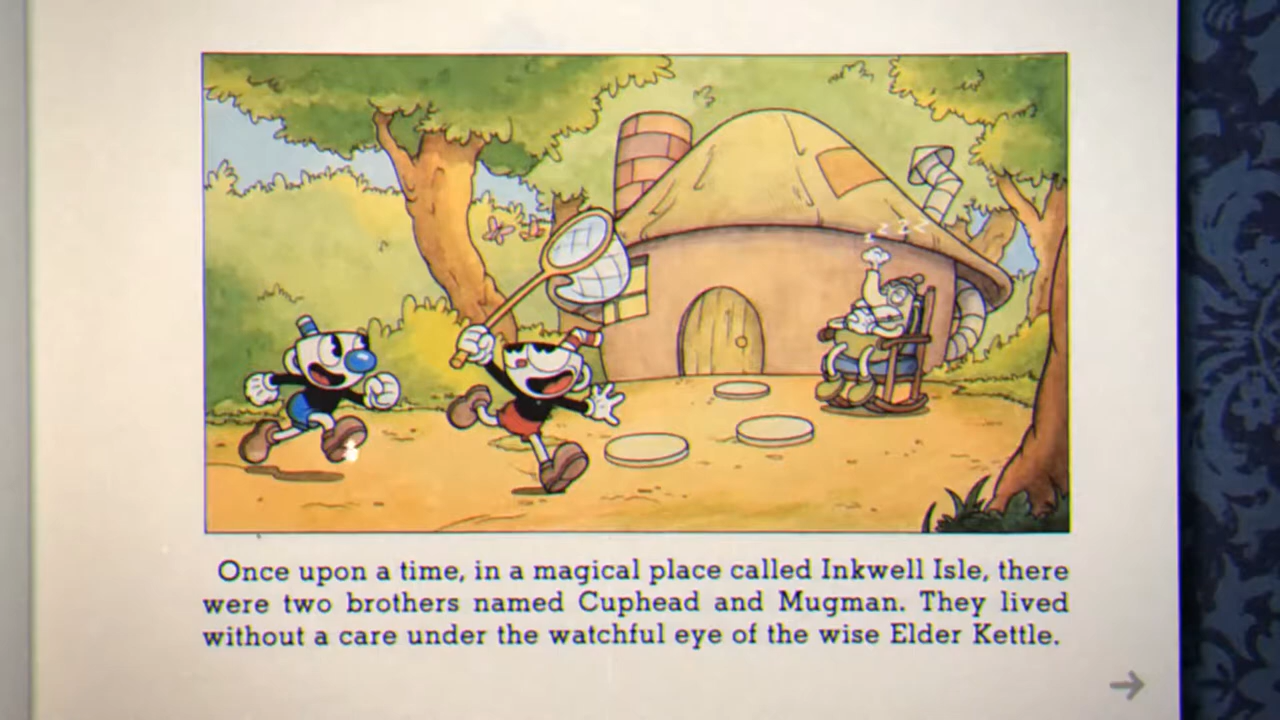 z z z z
Once upon a time, in a magical place called Inkwell Isle, there
were two brothers named Cuphead and Mugman. They lived
without a care under the watchful eye of the wise Elder Kettle.